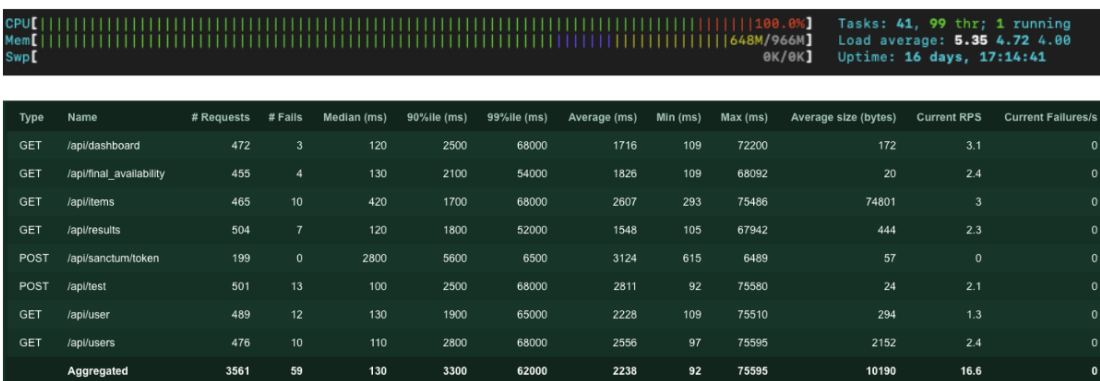 CPU[||||||||||||||||||||||||||||||||||||||||||||||||||||||||||||||||||||||||||||||||100.0%] Tasks: 41, 99 thr; 1 running
Mem[||||||||||||||||||||||||||||||||||||||||||||||||||||||||||||||||||||||||||||||648M/966M] Load average: 5.35 4.72 4.00
Swp[ 0K/0K] Uptime: 16 days, 17:14:41
Type Name # Requests # Fails Median (ms) 90%ile (ms) 99%ile (ms) Average (ms) Min (ms) Max (ms) Average size (bytes) Current RPS Current Failures/s
GET /api/dashboard 472 3 120 2500 68000 1716 109 72200 172 3.1 0
GET /api/final_availability 455 4 130 2100 54000 1826 109 68092 20 2.4 0
GET /api/items 465 10 420 1700 68000 2607 293 75486 74801 3 0
GET /api/results 504 7 120 1800 52000 1548 105 67942 444 2.3 0
POST /api/sanctum/token 199 0 2800 5600 6500 3124 615 6489 57 0 0
POST /api/test 501 13 100 2500 68000 2811 92 75580 24 2.1 0
GET /api/user 489 12 130 1900 65000 2228 109 75510 294 1.3 0
GET /api/users 476 10 110 2800 68000 2556 97 75595 2152 2.4 0
Aggregated 3561 59 130 3300 62000 2238 92 75595 10190 16.6 0